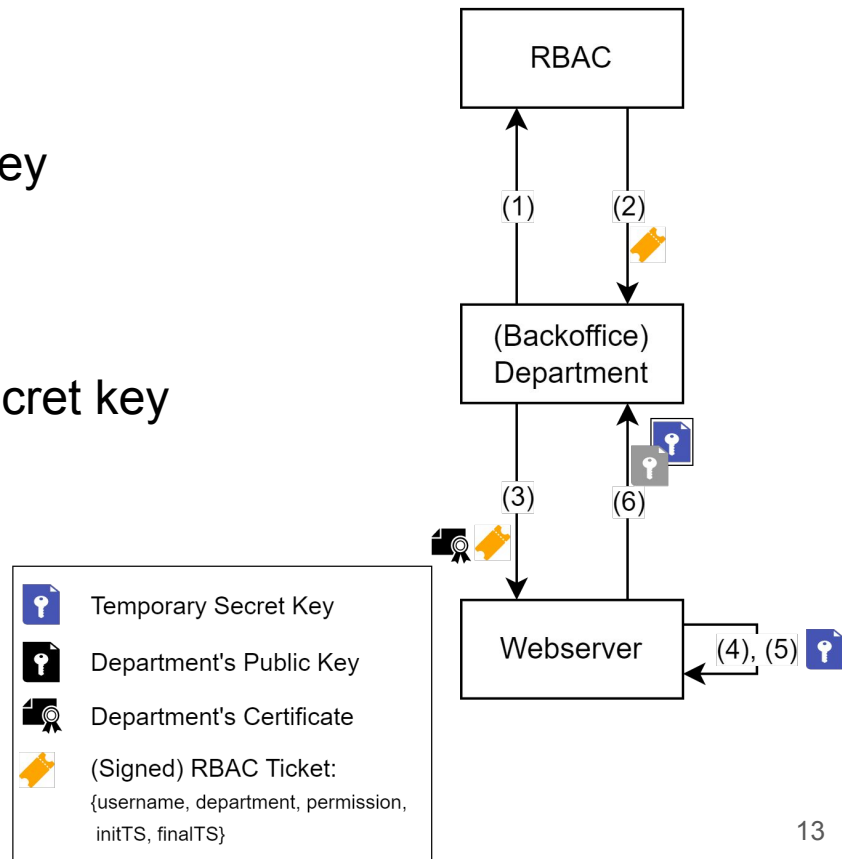 ey
cret key
RBAC
(1)
(2)
(Backoffice)
Department
(3)
(6)
Webserver
(4), (5)
Temporary Secret Key
Department's Public Key
Department's Certificate
(Signed) RBAC Ticket:
{username, department, permission,
initTS, finalTS}
13